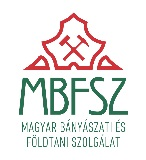 MBFSZ
MAGYAR BÁNYÁSZATI ÉS
FÖLDTANI SZOLGÁLAT